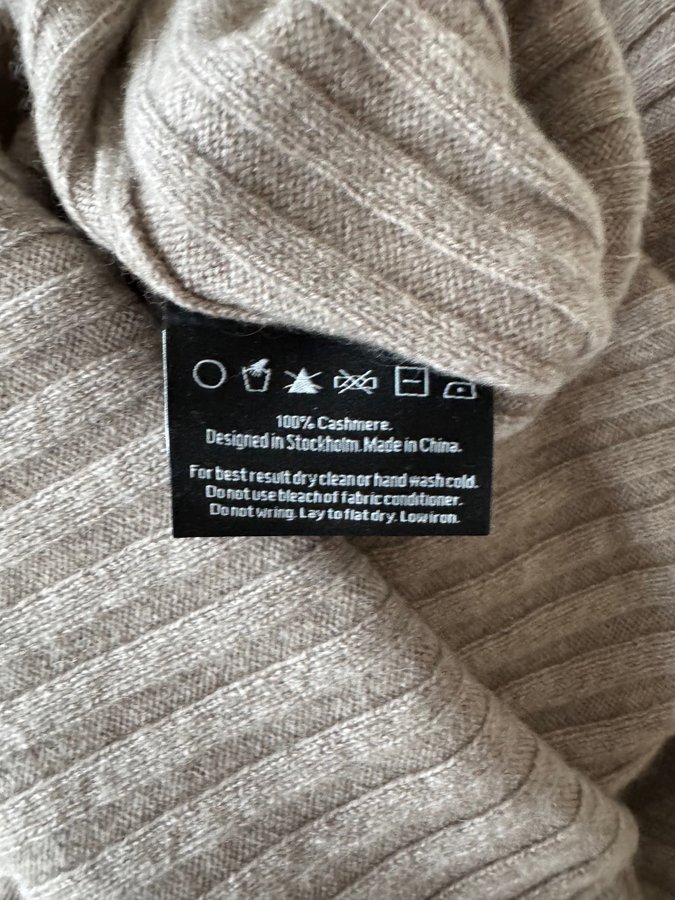 100% Cashmere.
Designed in Stockholm. Made in China.
For best result dry clean or hand wash cold.
Do not use bleach of fabric conditioner.
Do not wring. Lay to flat dry. Low iron.